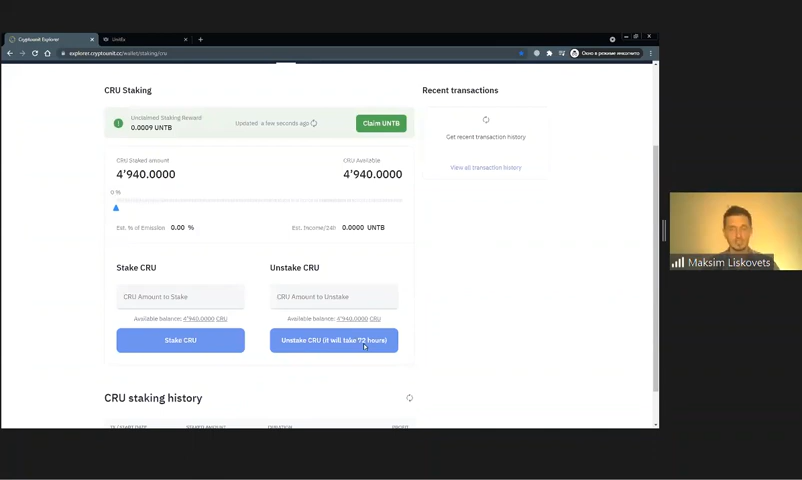 Cryptounit Explorer
Untitle
explorer.cryptounit.cc/wallet/staking/cru
Окно в режиме инкогнито
CRU Staking
Unclaimed Staking Reward
0.0009 UNTB
Updated a few seconds ago
Claim UNTB
CRU Staked amount
4'940.0000
CRU Available
4'940.0000
0 %
Est. % of Emission 0.00 %
Est. Income/24h 0.0000 UNTB
Stake CRU
Unstake CRU
CRU Amount to Stake
CRU Amount to Unstake
Available balance: 4'940.0000 CRU
Available balance: 4'940.0000 CRU
Stake CRU
Unstake CRU (it will take 72 hours)
CRU staking history
STAKED AMOUNT
DURATION
PROFIT
Recent transactions
Get recent transaction history
View all transaction history
Maksim Liskovets